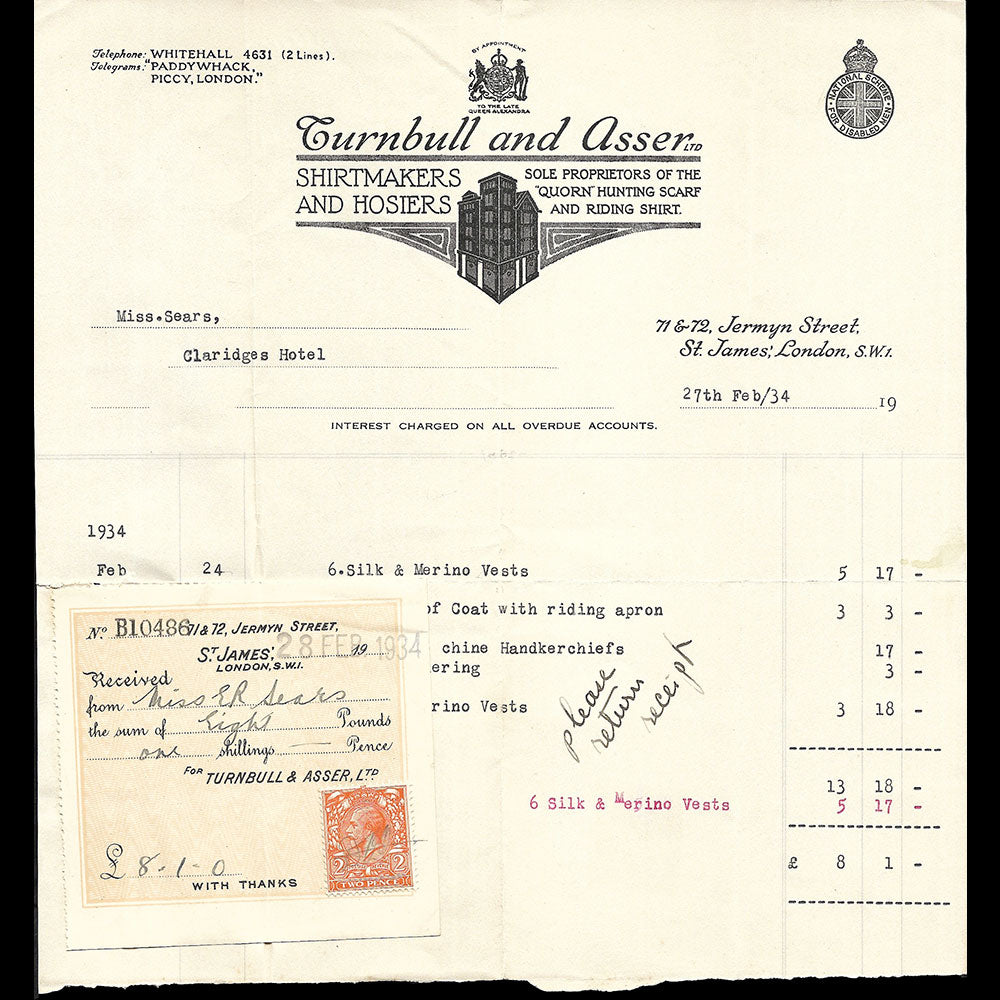 Telephone: WHITEHALL 4631 (2 Lines).
Telegrams: "PADDYWHACK,
PICCY, LONDON."
BY APPOINTMENT
TO THE LATE
QUEEN ALEXANDRA
NATIONAL SCHEME
FOR DISABLED MEN
Turnbull and Asser LTD
SHIRTMAKERS
AND HOSIERS
SOLE PROPRIETORS OF THE
"QUORN" HUNTING SCARF
AND RIDING SHIRT.
Miss.Sears,
Claridges Hotel
71 & 72, Jermyn Street,
St. James', London, S.W.1.
27th Feb/34 19
INTEREST CHARGED ON ALL OVERDUE ACCOUNTS.
1934
Feb 24 6.Silk & Merino Vests 5 17 -
of Coat with riding apron 3 3 -
chine Handkerchiefs 17 -
ering 3 -
rino Vests 3 18 -
please
return
receipt
13 18 -
6 Silk & Merino Vests 5 17 -
£ 8 1 -
No B10486 71 & 72, JERMYN STREET,
ST JAMES', 28 FEB 1934 19
LONDON, S.W.1.
Received
from Miss E R Sears
the sum of Eight Pounds
one shillings — Pence
FOR TURNBULL & ASSER, LTD
£ 8-1-0
WITH THANKS
2 2
TWO PENCE